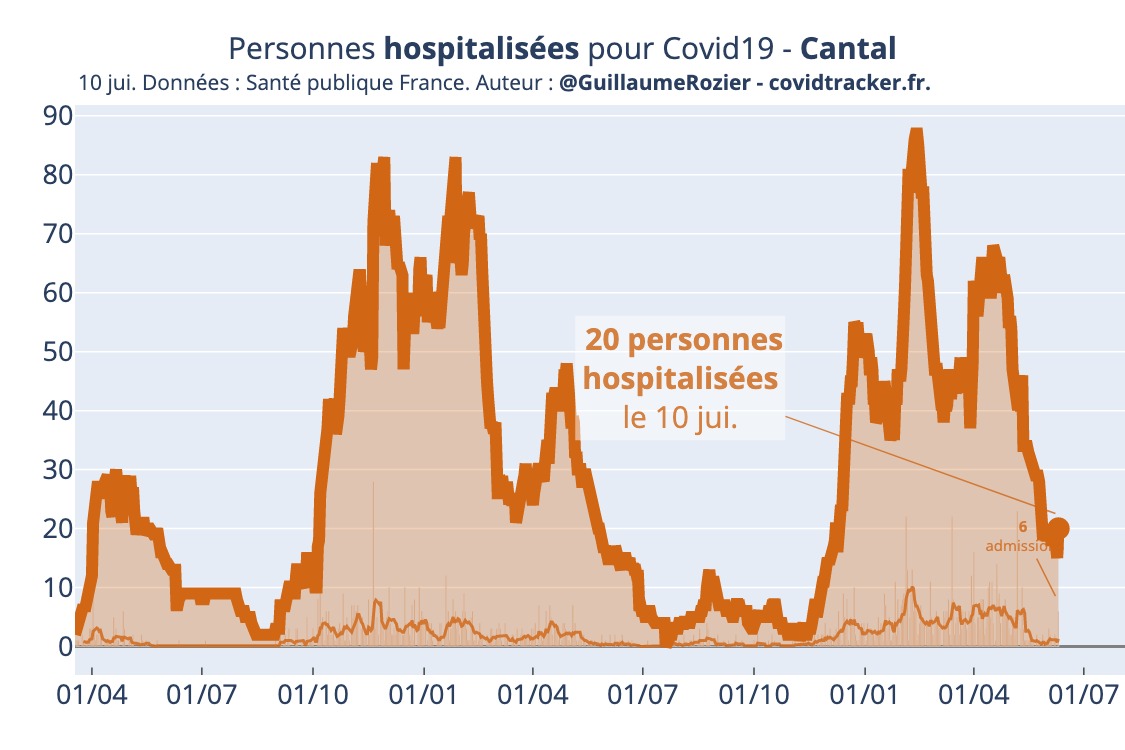 Personnes hospitalisées pour Covid19 - Cantal
10 jui. Données : Santé publique France. Auteur : @GuillaumeRozier - covidtracker.fr.
90
80
70
60
50
40
30
20
10
0
20 personnes
hospitalisées
le 10 jui.
6
admissio
01/04 01/07 01/10 01/01 01/04 01/07 01/10 01/01 01/04 01/07